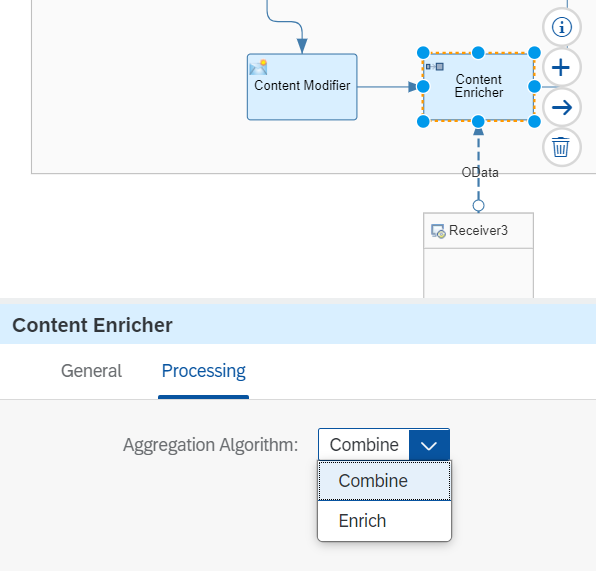 Content Modifier
Content
Enricher
OData
Receiver3
Content Enricher
General Processing
Aggregation Algorithm: Combine
Combine
Enrich